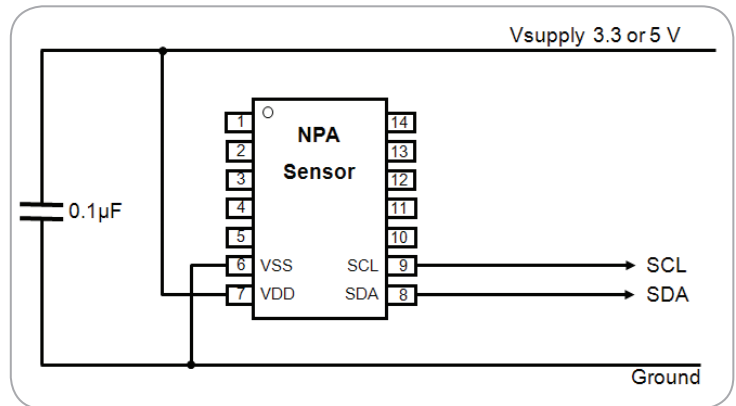 Vsupply 3.3 or 5 V
NPA
Sensor
1
2
3
4
5
6 VSS
7 VDD
14
13
12
11
10
SCL 9
SDA 8
0.1µF
SCL
SDA
Ground